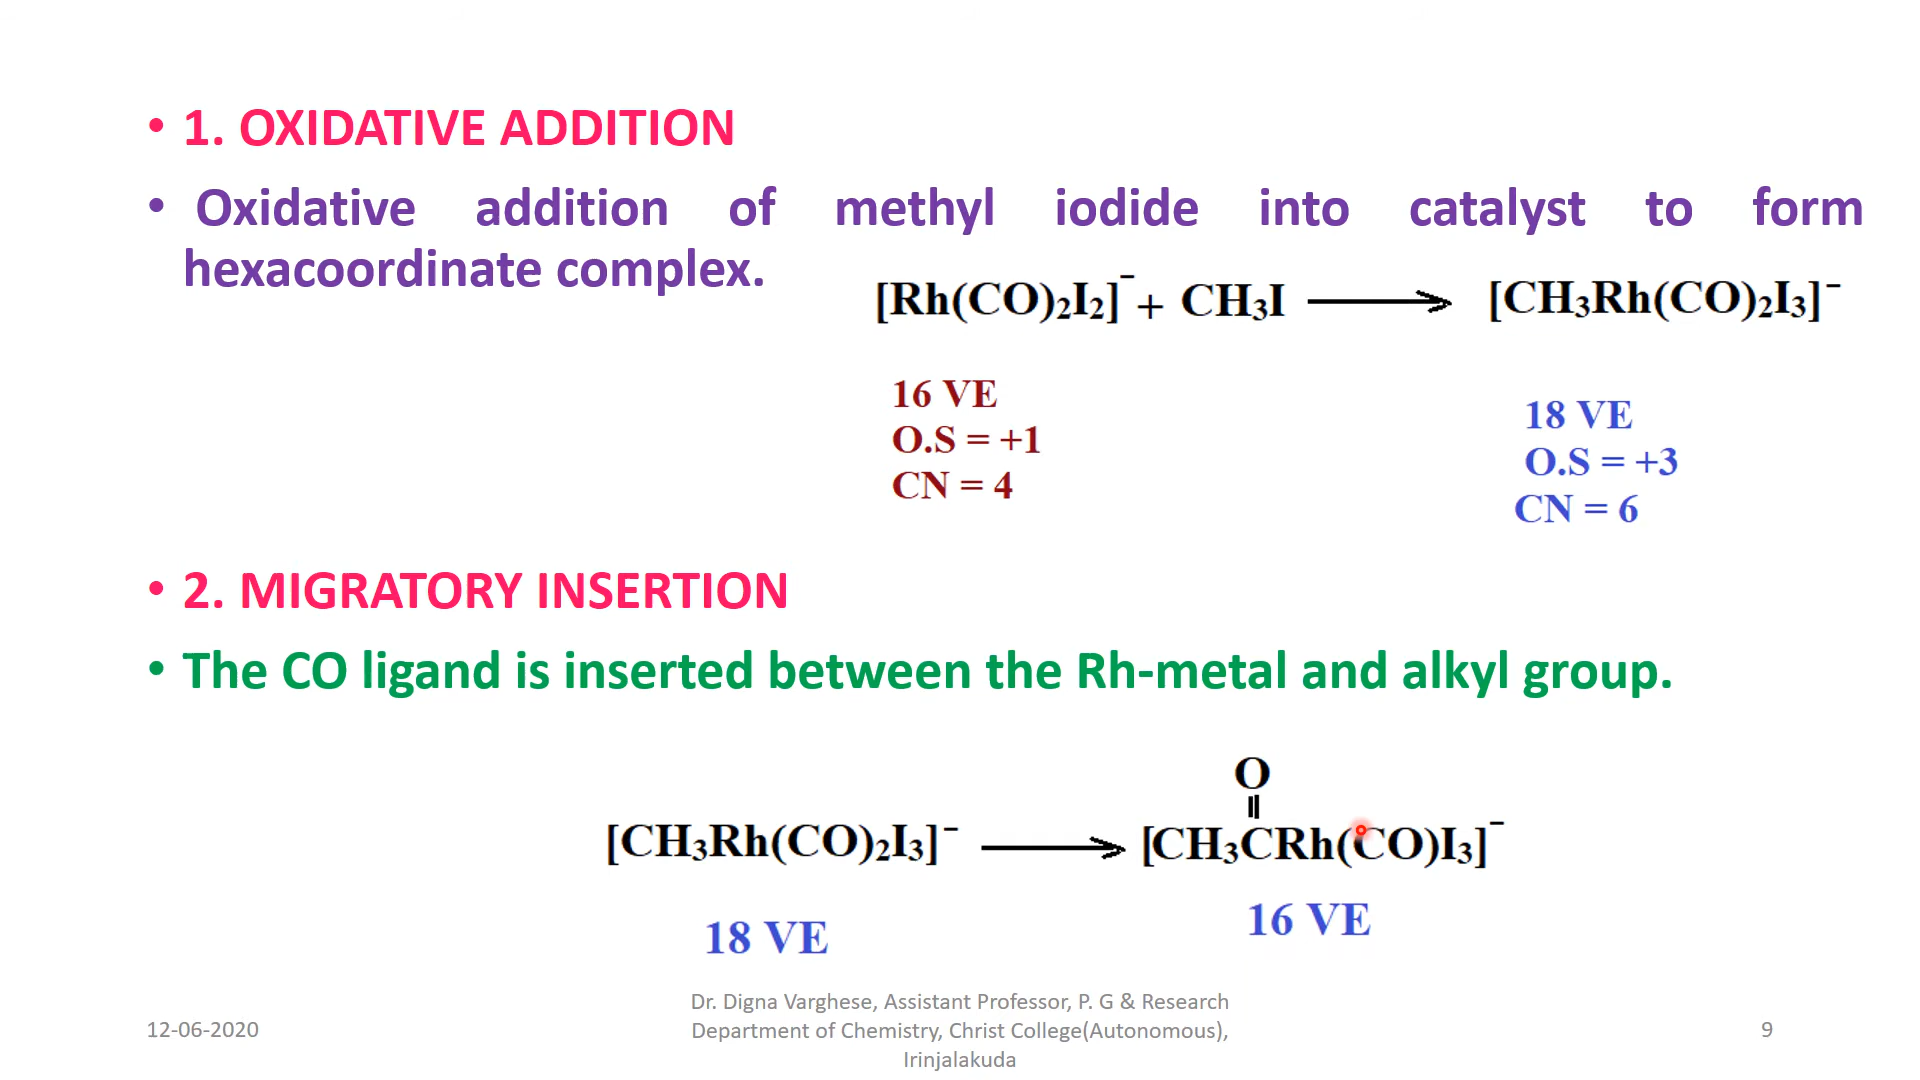 • 1. OXIDATIVE ADDITION
• Oxidative addition of methyl iodide into catalyst to form
hexacoordinate complex.
[Rh(CO)₂I₂]⁻ + CH₃I ⟶ [CH₃Rh(CO)₂I₃]⁻
16 VE
O.S = +1
CN = 4
18 VE
O.S = +3
CN = 6
• 2. MIGRATORY INSERTION
• The CO ligand is inserted between the Rh-metal and alkyl group.
O
[CH₃Rh(CO)₂I₃]⁻ ⟶ [CH₃CRh(CO)I₃]⁻
18 VE
16 VE
Dr. Digna Varghese, Assistant Professor, P. G & Research
Department of Chemistry, Christ College(Autonomous),
Irinjalakuda
12-06-2020
9